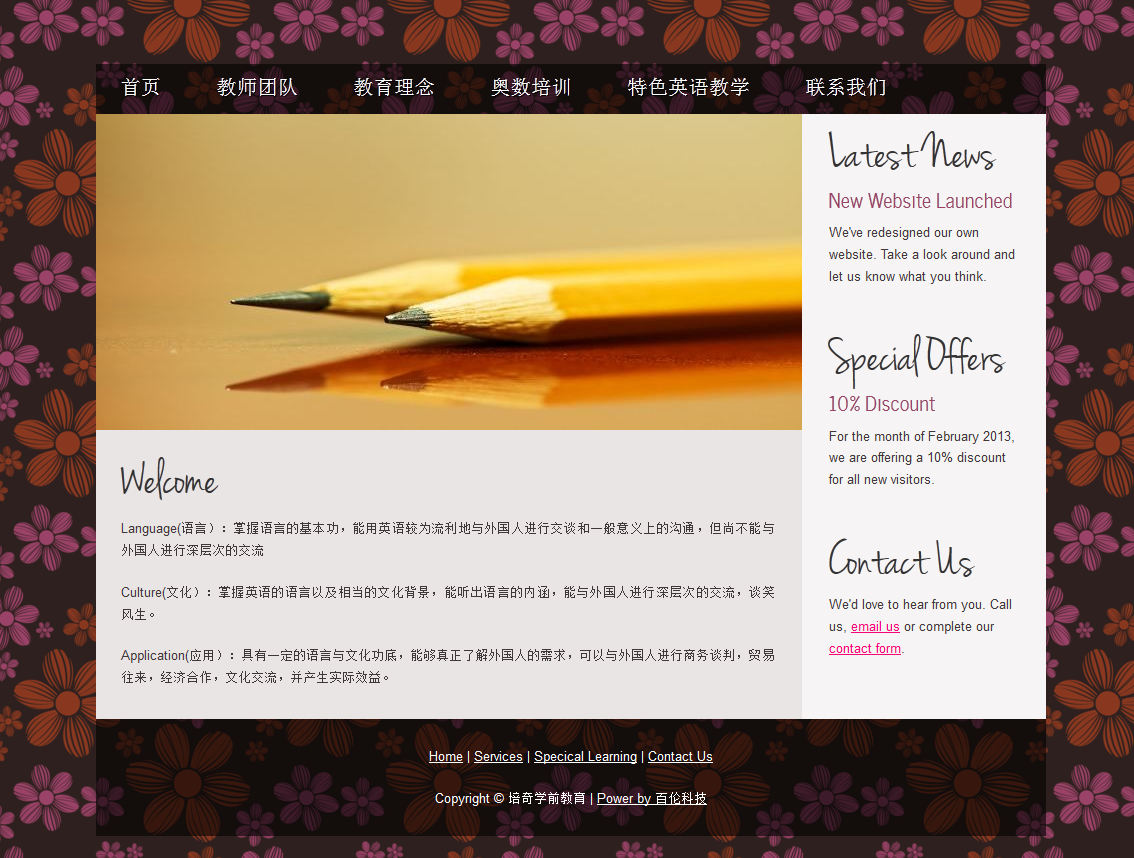 首页 教师团队 教育理念 奥数培训 特色英语教学 联系我们
Latest News
New Website Launched
We've redesigned our own
website. Take a look around and
let us know what you think.
Special Offers
10% Discount
For the month of February 2013,
we are offering a 10% discount
for all new visitors.
Contact Us
We'd love to hear from you. Call
us, email us or complete our
contact form.
Welcome
Language(语言）：掌握语言的基本功，能用英语较为流利地与外国人进行交谈和一般意义上的沟通，但尚不能与
外国人进行深层次的交流
Culture(文化）：掌握英语的语言以及相当的文化背景，能听出语言的内涵，能与外国人进行深层次的交流，谈笑
风生。
Application(应用）：具有一定的语言与文化功底，能够真正了解外国人的需求，可以与外国人进行商务谈判，贸易
往来，经济合作，文化交流，并产生实际效益。
Home | Services | Specical Learning | Contact Us
Copyright © 培奇学前教育 | Power by 百伦科技